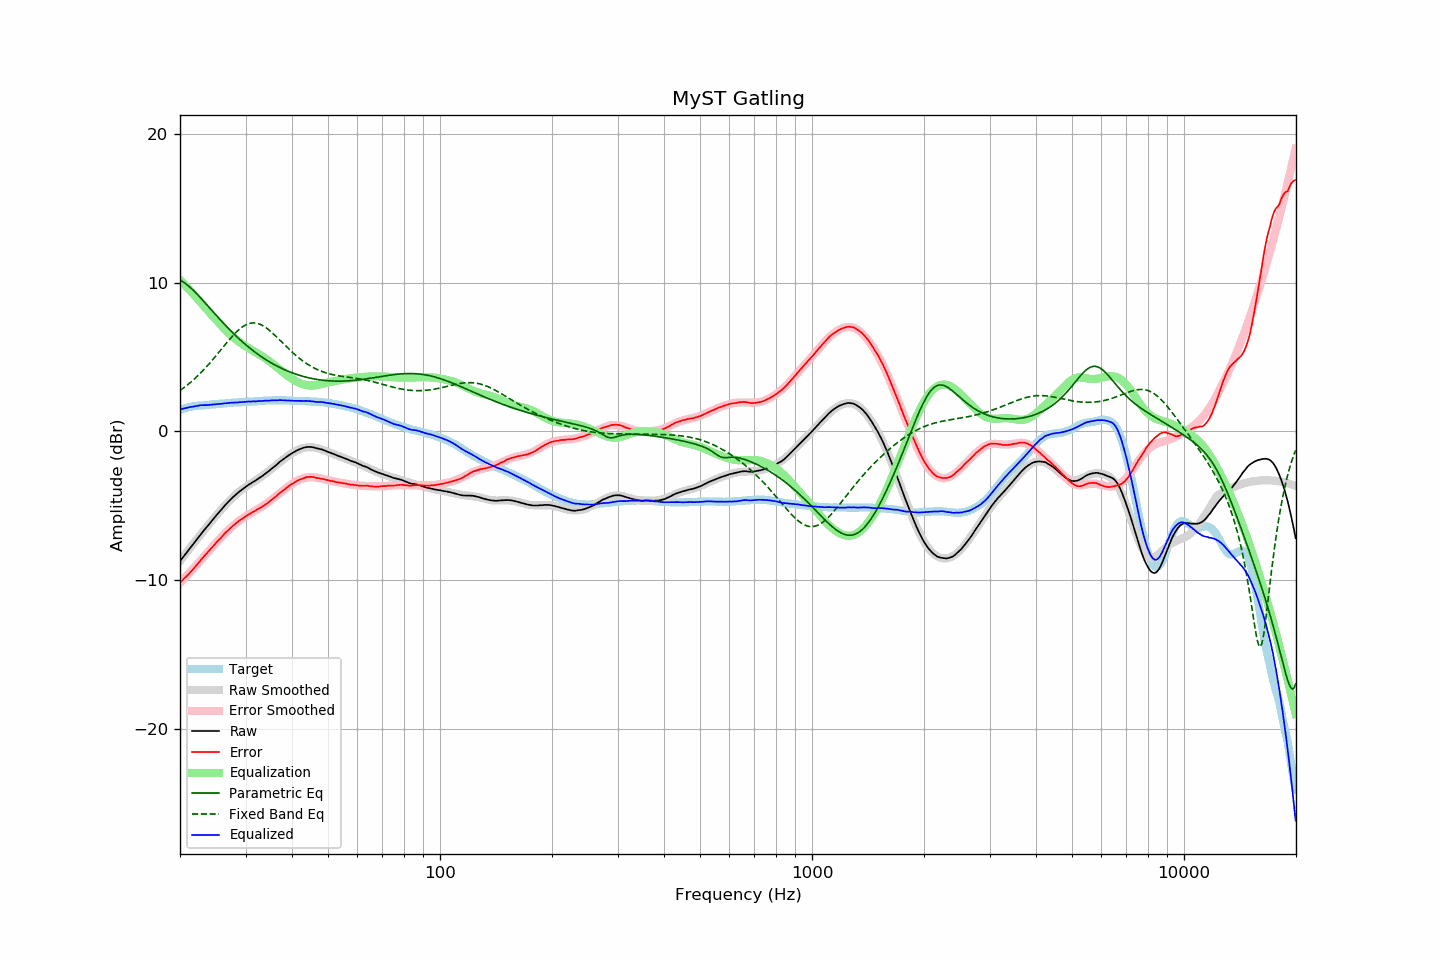 MyST Gatling
Amplitude (dBr)
20
10
0
−10
−20
Target
Raw Smoothed
Error Smoothed
Raw
Error
Equalization
Parametric Eq
Fixed Band Eq
Equalized
100
1000
10000
Frequency (Hz)